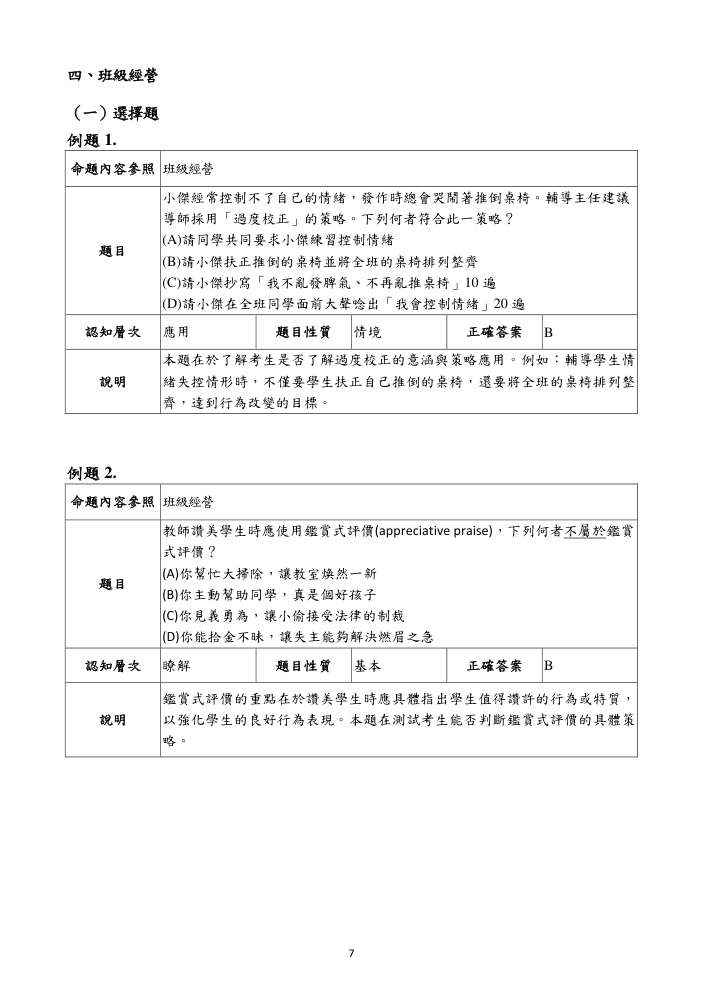 四、班級經營
（一）選擇題
例題 1.
命題內容參照 班級經營
題目
小傑經常控制不了自己的情緒，發作時總會哭鬧著推倒桌椅。輔導主任建議
導師採用「過度校正」的策略。下列何者符合此一策略？
(A)請同學共同要求小傑練習控制情緒
(B)請小傑扶正推倒的桌椅並將全班的桌椅排列整齊
(C)請小傑抄寫「我不亂發脾氣、不再亂推桌椅」10 遍
(D)請小傑在全班同學面前大聲唸出「我會控制情緒」20 遍
認知層次 應用 題目性質 情境 正確答案 B
說明
本題在於了解考生是否了解過度校正的意涵與策略應用。例如：輔導學生情
緒失控情形時，不僅要學生扶正自己推倒的桌椅，還要將全班的桌椅排列整
齊，達到行為改變的目標。
例題 2.
命題內容參照 班級經營
題目
教師讚美學生時應使用鑑賞式評價(appreciative praise)，下列何者不屬於鑑賞
式評價？
(A)你幫忙大掃除，讓教室煥然一新
(B)你主動幫助同學，真是個好孩子
(C)你見義勇為，讓小偷接受法律的制裁
(D)你能拾金不昧，讓失主能夠解決燃眉之急
認知層次 瞭解 題目性質 基本 正確答案 B
說明
鑑賞式評價的重點在於讚美學生時應具體指出學生值得讚許的行為或特質，
以強化學生的良好行為表現。本題在測試考生能否判斷鑑賞式評價的具體策
略。
7